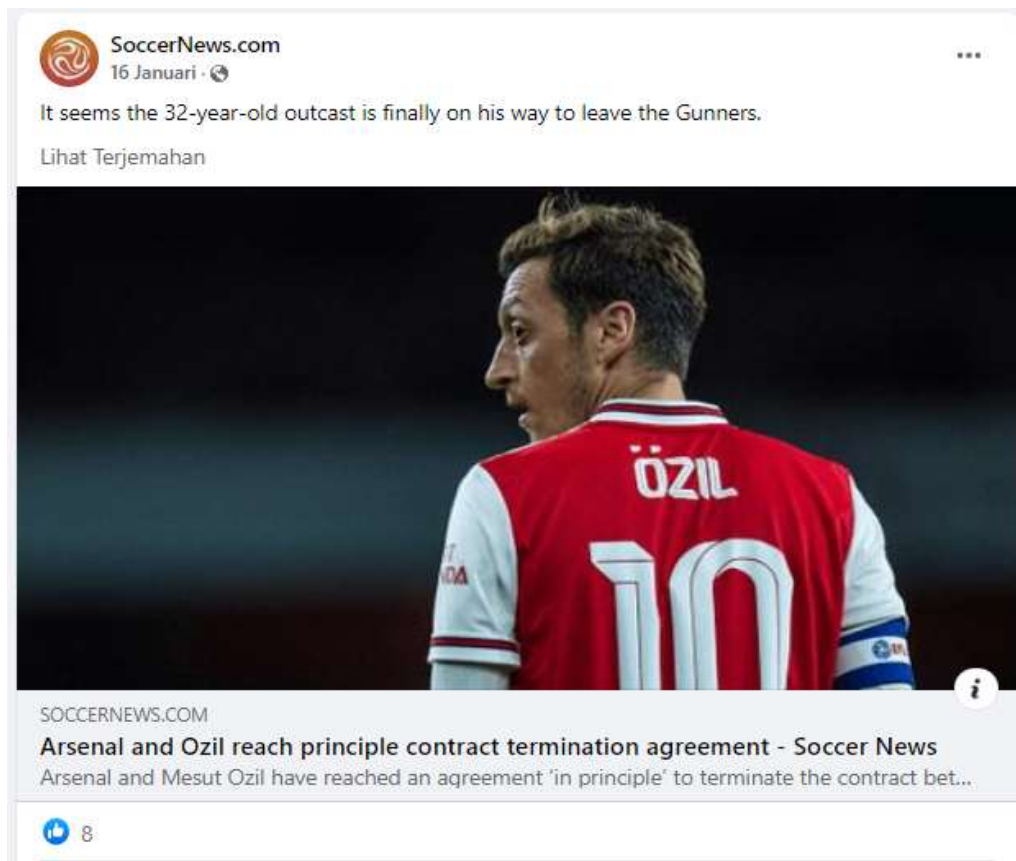 SoccerNews.com
16 Januari ·
It seems the 32-year-old outcast is finally on his way to leave the Gunners.
Lihat Terjemahan
ÖZIL
10
SOCCERNEWS.COM
Arsenal and Ozil reach principle contract termination agreement - Soccer News
Arsenal and Mesut Ozil have reached an agreement ‘in principle’ to terminate the contract bet...
8